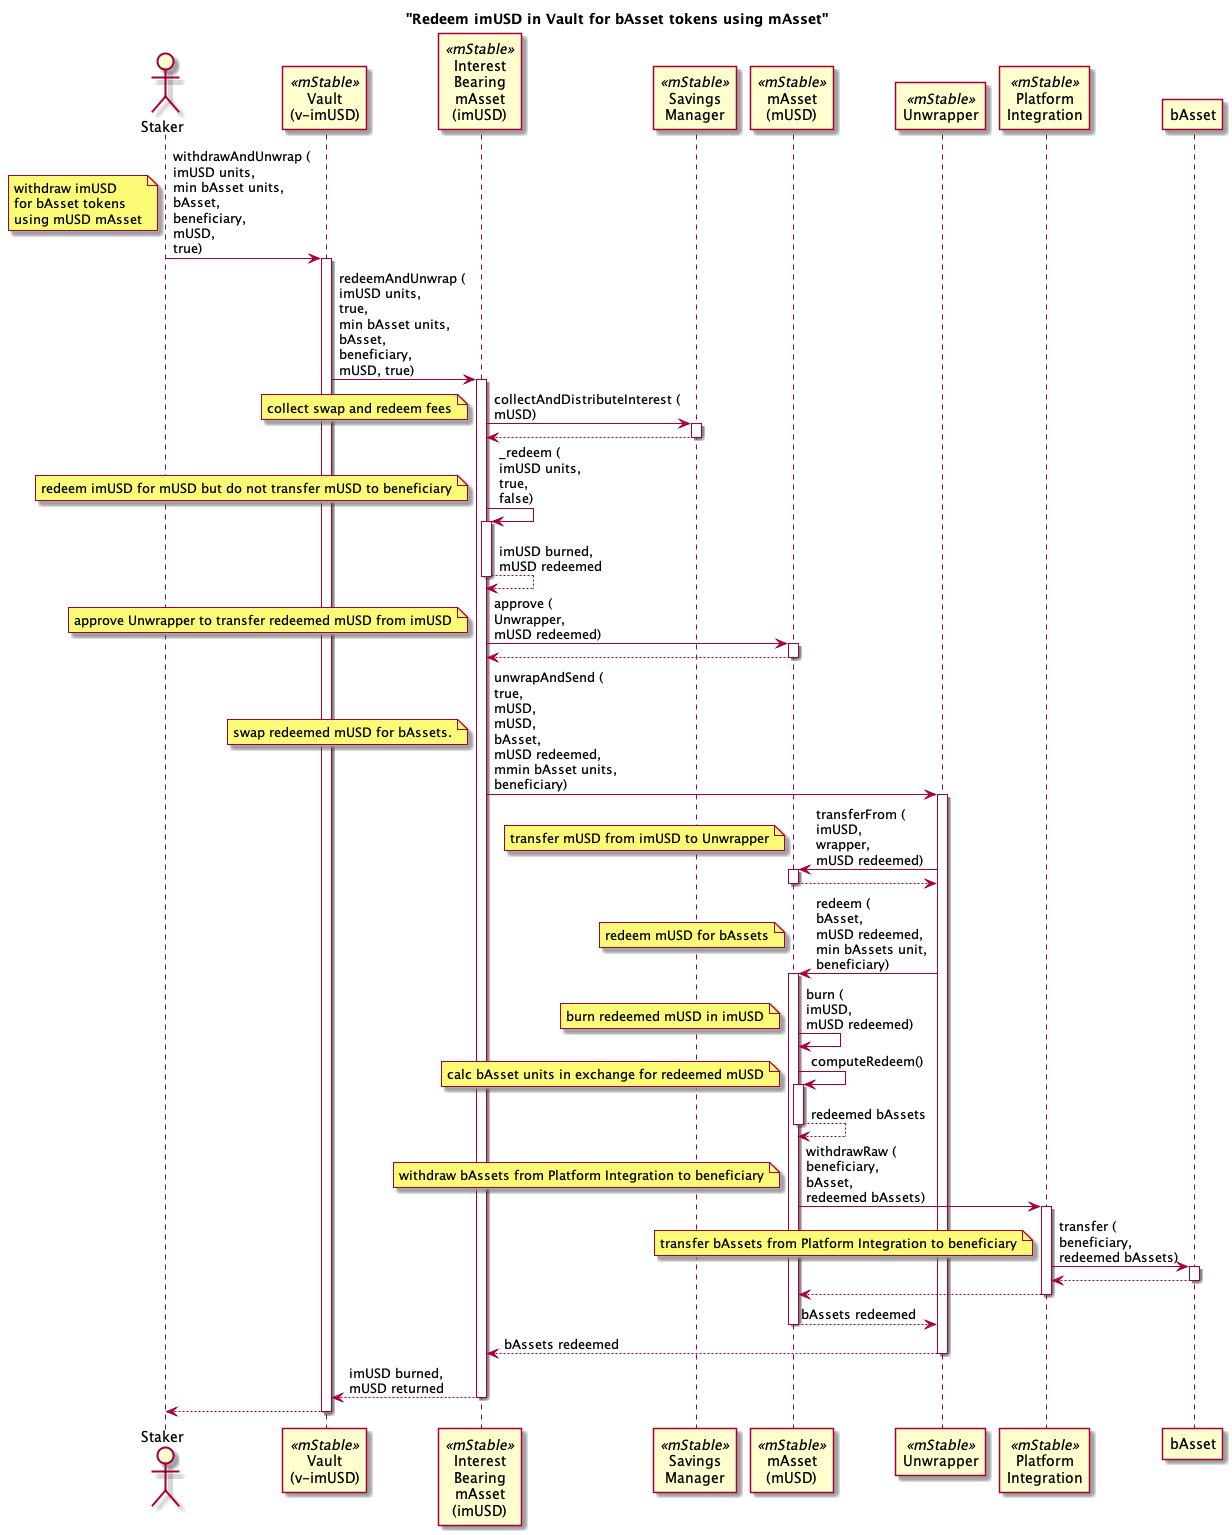 "Redeem imUSD in Vault for bAsset tokens using mAsset"
Staker
«mStable»
Vault
(v-imUSD)
«mStable»
Interest
Bearing
mAsset
(imUSD)
«mStable»
Savings
Manager
«mStable»
mAsset
(mUSD)
«mStable»
Unwrapper
«mStable»
Platform
Integration
bAsset
withdraw imUSD
for bAsset tokens
using mUSD mAsset
withdrawAndUnwrap (
imUSD units,
min bAsset units,
bAsset,
beneficiary,
mUSD,
true)
redeemAndUnwrap (
imUSD units,
true,
min bAsset units,
bAsset,
beneficiary,
mUSD, true)
collect swap and redeem fees
collectAndDistributeInterest (
mUSD)
redeem imUSD for mUSD but do not transfer mUSD to beneficiary
_redeem (
imUSD units,
true,
false)
imUSD burned,
mUSD redeemed
approve Unwrapper to transfer redeemed mUSD from imUSD
approve (
Unwrapper,
mUSD redeemed)
swap redeemed mUSD for bAssets.
unwrapAndSend (
true,
mUSD,
mUSD,
bAsset,
mUSD redeemed,
mmin bAsset units,
beneficiary)
transfer mUSD from imUSD to Unwrapper
transferFrom (
imUSD,
wrapper,
mUSD redeemed)
redeem mUSD for bAssets
redeem (
bAsset,
mUSD redeemed,
min bAssets unit,
beneficiary)
burn redeemed mUSD in imUSD
burn (
imUSD,
mUSD redeemed)
calc bAsset units in exchange for redeemed mUSD
computeRedeem()
redeemed bAssets
withdraw bAssets from Platform Integration to beneficiary
withdrawRaw (
beneficiary,
bAsset,
redeemed bAssets)
transfer bAssets from Platform Integration to beneficiary
transfer (
beneficiary,
redeemed bAssets)
bAssets redeemed
bAssets redeemed
imUSD burned,
mUSD returned
Staker
«mStable»
Vault
(v-imUSD)
«mStable»
Interest
Bearing
mAsset
(imUSD)
«mStable»
Savings
Manager
«mStable»
mAsset
(mUSD)
«mStable»
Unwrapper
«mStable»
Platform
Integration
bAsset